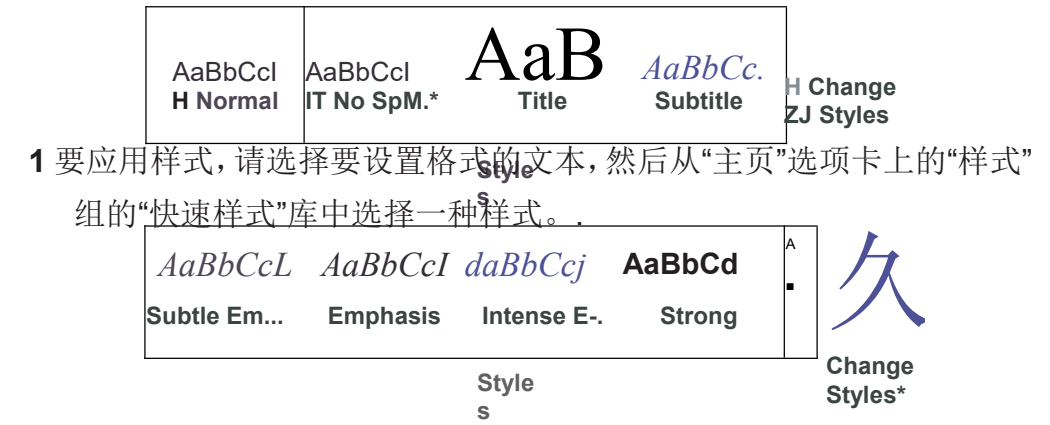 AaBbCcI AaBbCcI AaB AaBbCc.
H Normal IT No SpM.* Title Subtitle H Change
ZJ Styles
1 要应用样式，请选择要设置格式的文本，然后从“主页”选项卡上的“样式”
Style
s
组的“快速样式”库中选择一种样式。.
AaBbCcL AaBbCcI daBbCcj AaBbCd A 久
▪
Subtle Em... Emphasis Intense E-. Strong
Change
Styles*
Style
s